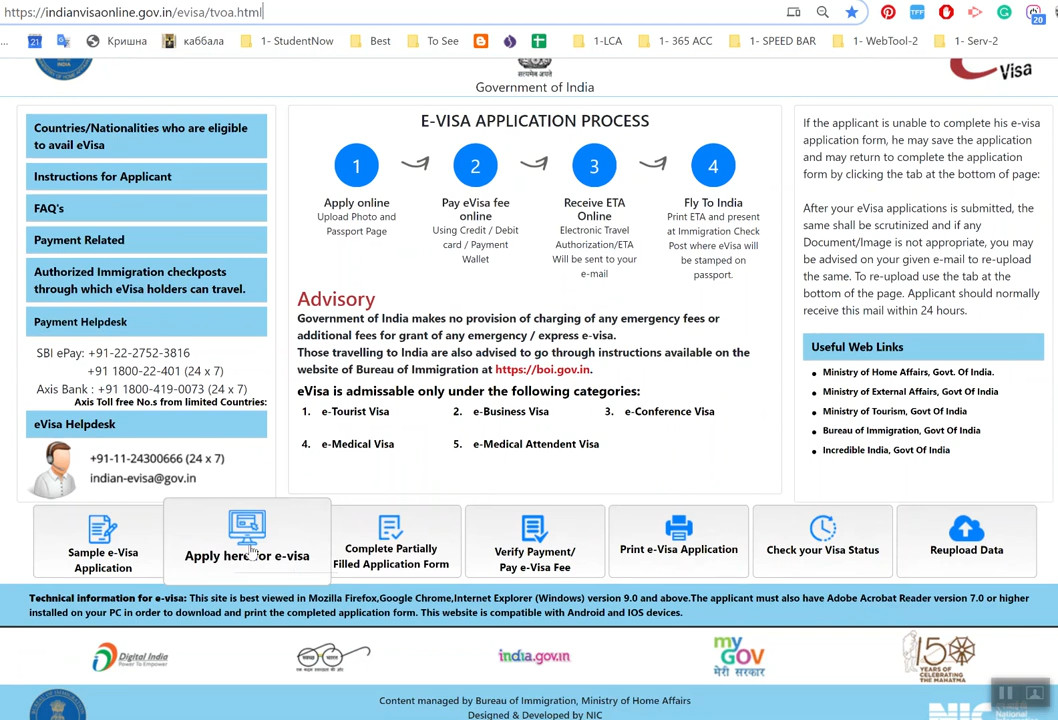 https://indianvisaonline.gov.in/evisa/tvoa.html
20
21
Кришна
каббала
1- StudentNow
Best
To See
1-LCA
1- 365 ACC
1- SPEED BAR
1- WebTool-2
1- Serv-2
TFF
सत्यमेव जयते
Government of India
Visa
Countries/Nationalities who are eligible
to avail eVisa
Instructions for Applicant
FAQ's
Payment Related
Authorized Immigration checkposts
through which eVisa holders can travel.
Payment Helpdesk
SBI ePay: +91-22-2752-3816
+91 1800-22-401 (24 x 7)
Axis Bank : +91 1800-419-0073 (24 x 7)
Axis Toll free No.s from limited Countries:
eVisa Helpdesk
+91-11-24300666 (24 x 7)
indian-evisa@gov.in
E-VISA APPLICATION PROCESS
1
2
3
4
Apply online
Upload Photo and
Passport Page
Pay eVisa fee
online
Using Credit / Debit
card / Payment
Wallet
Receive ETA
Online
Electronic Travel
Authorization/ETA
Will be sent to your
e-mail
Fly To India
Print ETA and present
at Immigration Check
Post where eVisa will
be stamped on
passport.
Advisory
Government of India makes no provision of charging of any emergency fees or
additional fees for grant of any emergency / express e-visa.
Those travelling to India are also advised to go through instructions available on the
website of Bureau of Immigration at https://boi.gov.in.
eVisa is admissable only under the following categories:
1. e-Tourist Visa
2. e-Business Visa
3. e-Conference Visa
4. e-Medical Visa
5. e-Medical Attendent Visa
If the applicant is unable to complete his e-visa
application form, he may save the application
and may return to complete the application
form by clicking the tab at the bottom of page:
After your eVisa applications is submitted, the
same shall be scrutinized and if any
Document/Image is not appropriate, you may
be advised on your given e-mail to re-upload
the same. To re-upload use the tab at the
bottom of the page. Applicant should normally
receive this mail within 24 hours.
Useful Web Links
Ministry of Home Affairs, Govt. Of India.
Ministry of External Affairs, Govt Of India
Ministry of Tourism, Govt Of India
Bureau of Immigration, Govt Of India
Incredible India, Govt Of India
Sample e-Visa
Application
Apply here for e-visa
Complete Partially
Filled Application Form
Verify Payment/
Pay e-Visa Fee
Print e-Visa Application
Check your Visa Status
Reupload Data
Technical information for e-visa: This site is best viewed in Mozilla Firefox,Google Chrome,Internet Explorer (Windows) version 9.0 and above.The applicant must also have Adobe Acrobat Reader version 7.0 or higher
installed on your PC in order to download and print the completed application form. This website is compatible with Android and IOS devices.
Digital India
Power To Empower
india.gov.in
my
GOV
मेरी सरकार
150
YEARS OF
CELEBRATING
THE MAHATMA
Content managed by Bureau of Immigration, Ministry of Home Affairs
Designed & Developed by NIC
NIC
National